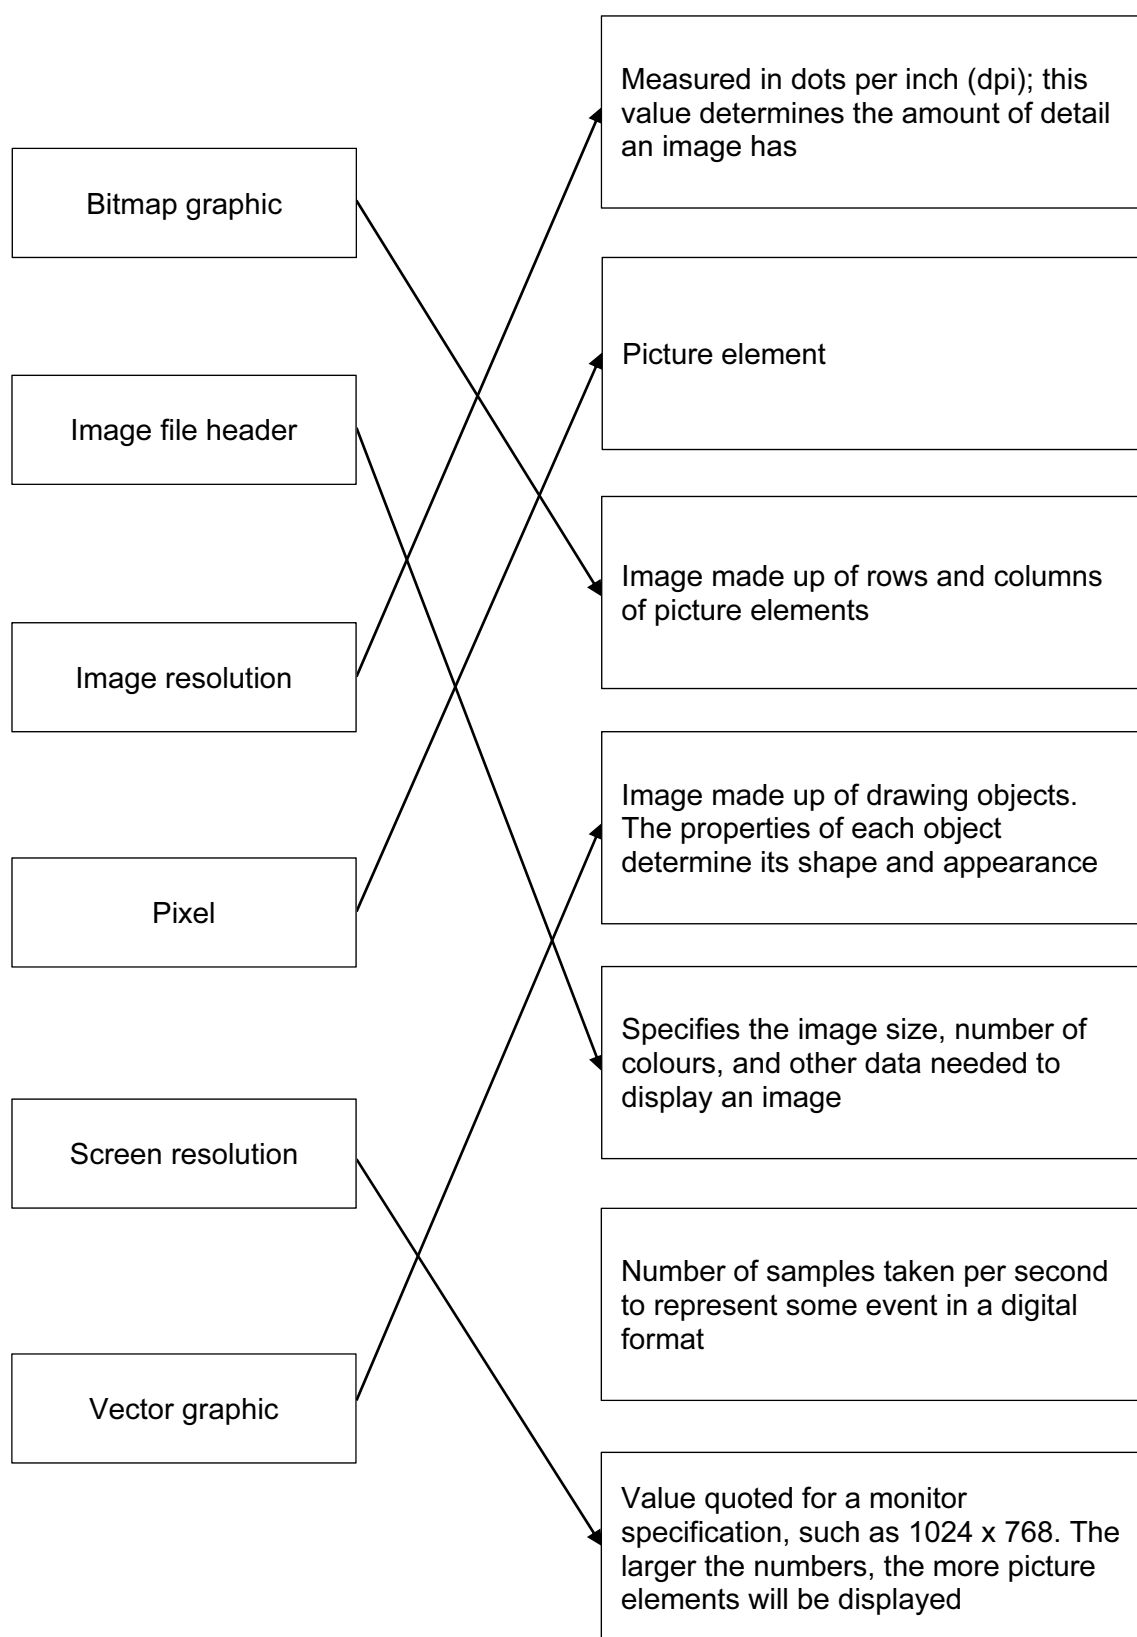 Bitmap graphic
Image file header
Image resolution
Pixel
Screen resolution
Vector graphic
Measured in dots per inch (dpi); this
value determines the amount of detail
an image has
Picture element
Image made up of rows and columns
of picture elements
Image made up of drawing objects.
The properties of each object
determine its shape and appearance
Specifies the image size, number of
colours, and other data needed to
display an image
Number of samples taken per second
to represent some event in a digital
format
Value quoted for a monitor
specification, such as 1024 x 768. The
larger the numbers, the more picture
elements will be displayed